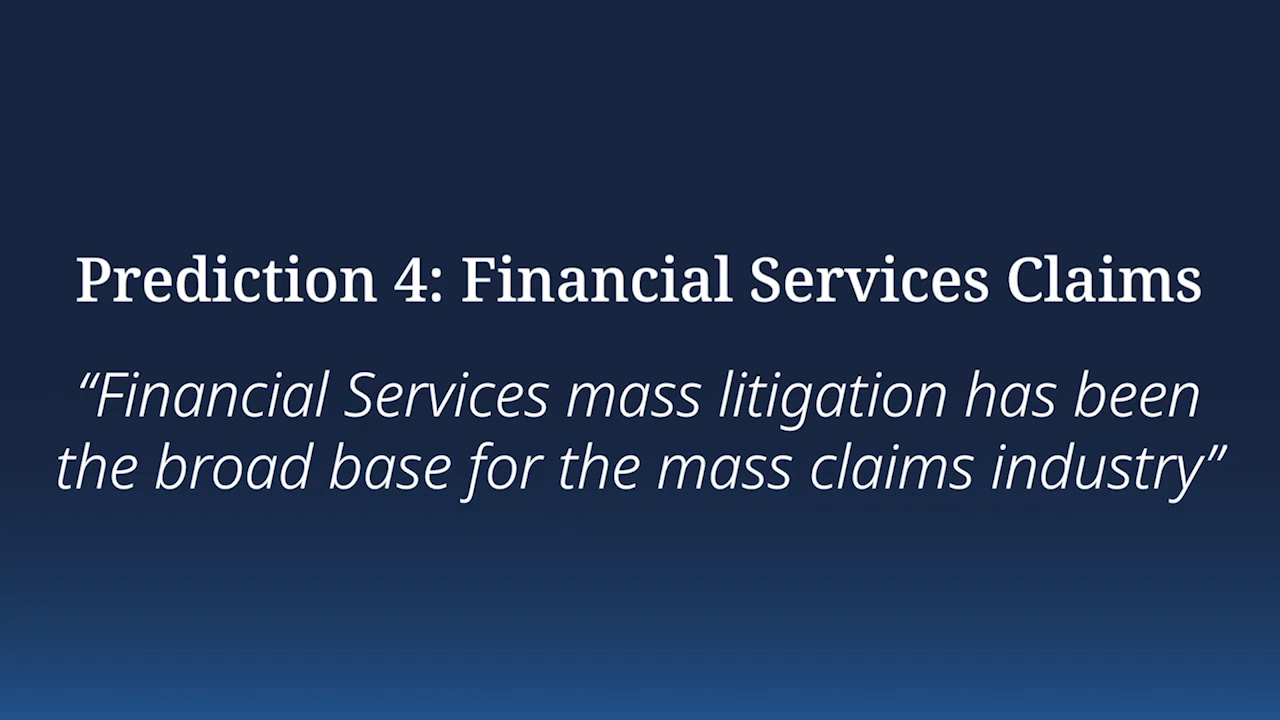 Prediction 4: Financial Services Claims
“Financial Services mass litigation has been
the broad base for the mass claims industry”